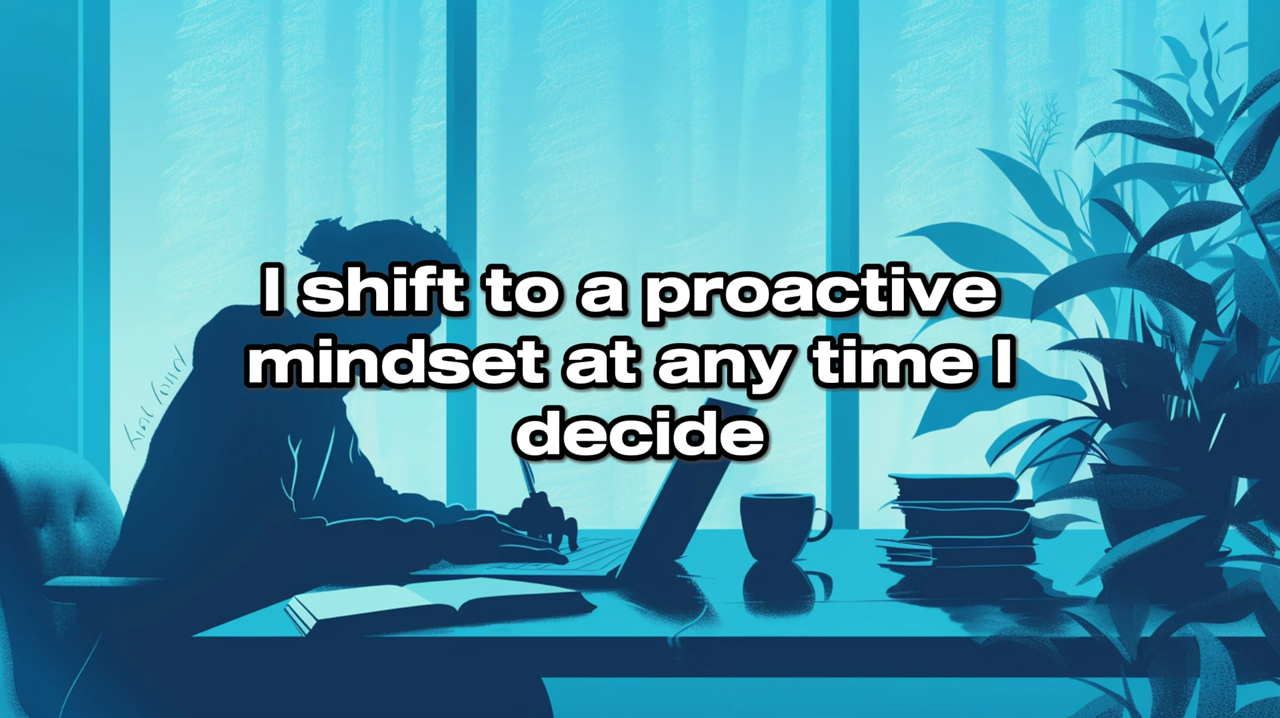 I shift to a proactive
mindset at any time I
decide